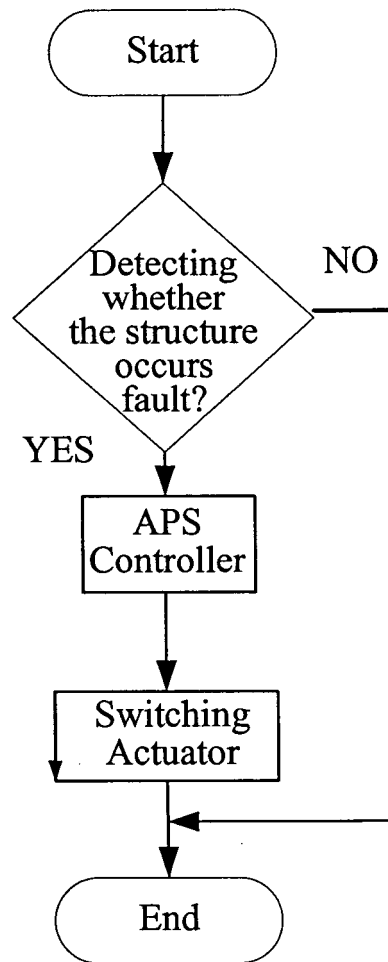 Start
Detecting
whether
the structure
occurs
fault?
NO
YES
APS
Controller
Switching
Actuator
End